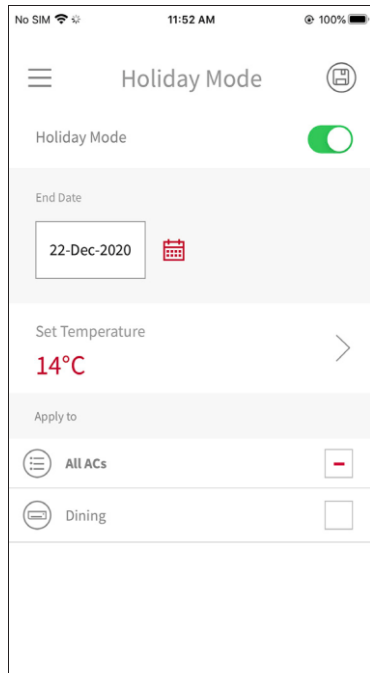 No SIM 11:52 AM 100%
Holiday Mode
Holiday Mode
End Date
22-Dec-2020
Set Temperature
14°C
Apply to
All ACs
Dining